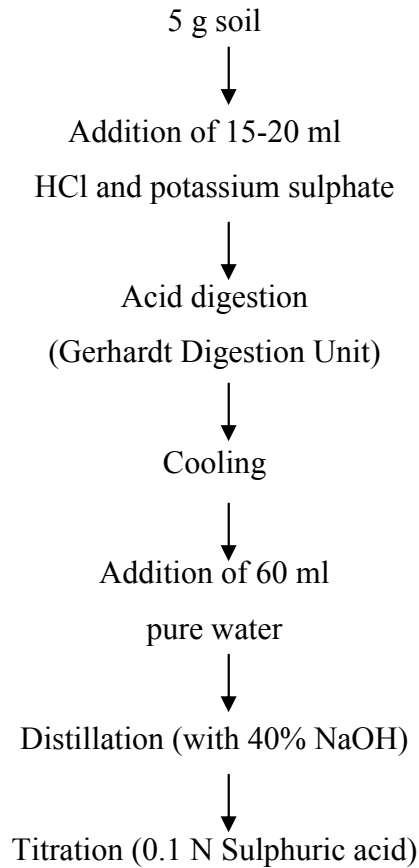 5 g soil
Addition of 15-20 ml
HCl and potassium sulphate
Acid digestion
(Gerhardt Digestion Unit)
Cooling
Addition of 60 ml
pure water
Distillation (with 40% NaOH)
Titration (0.1 N Sulphuric acid)